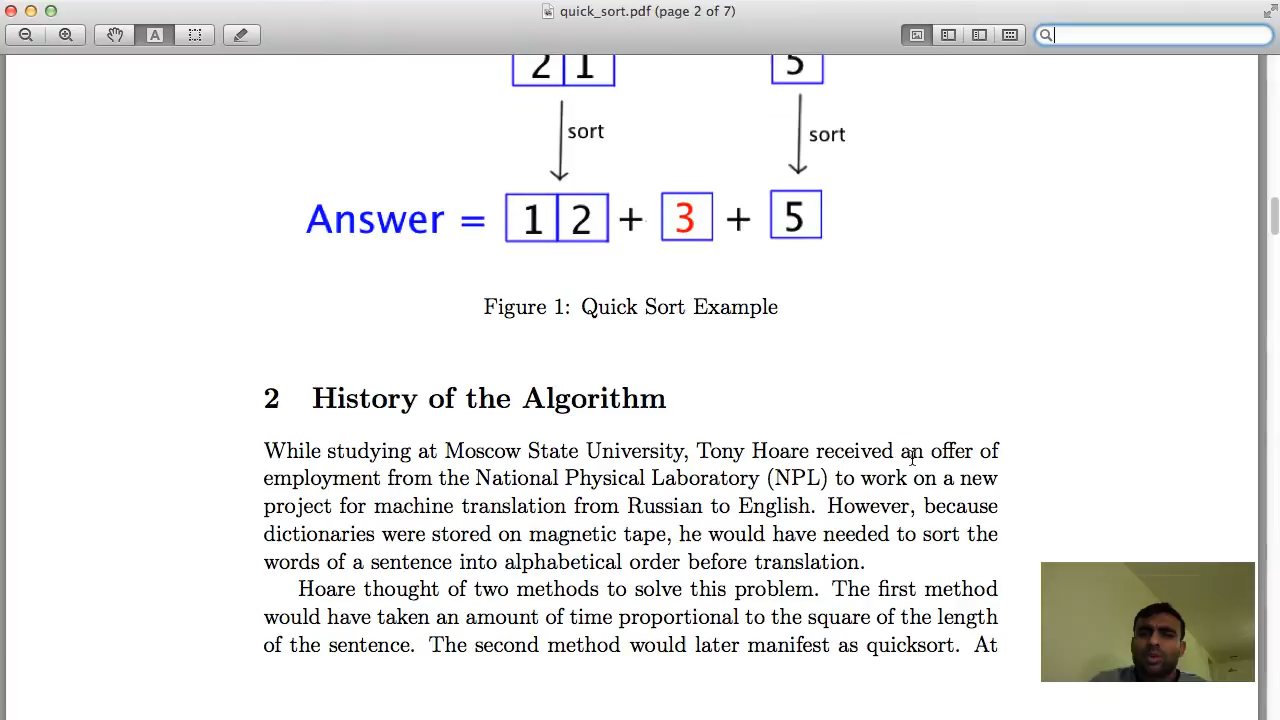 quick_sort.pdf (page 2 of 7)
2 1 5
sort sort
Answer = 1 2 + 3 + 5
Figure 1: Quick Sort Example
2 History of the Algorithm
While studying at Moscow State University, Tony Hoare received an offer of
employment from the National Physical Laboratory (NPL) to work on a new
project for machine translation from Russian to English. However, because
dictionaries were stored on magnetic tape, he would have needed to sort the
words of a sentence into alphabetical order before translation.
Hoare thought of two methods to solve this problem. The first method
would have taken an amount of time proportional to the square of the length
of the sentence. The second method would later manifest as quicksort. At